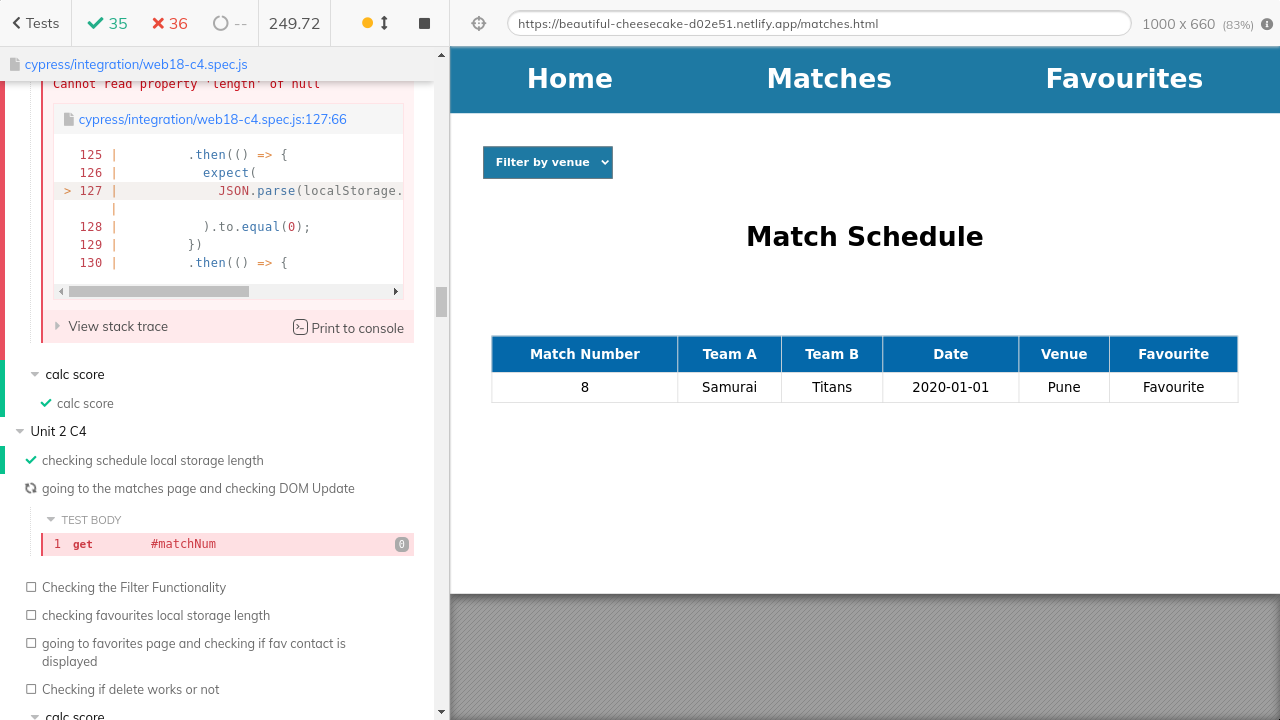 Tests 35 36 -- 249.72
cypress/integration/web18-c4.spec.js
Cannot read property 'length' of null
cypress/integration/web18-c4.spec.js:127:66
125 | .then(() => {
126 | expect(
> 127 | JSON.parse(localStorage.
|
128 | ).to.equal(0);
129 | })
130 | .then(() => {
View stack trace Print to console
calc score
calc score
Unit 2 C4
checking schedule local storage length
going to the matches page and checking DOM Update
TEST BODY
1 get #matchNum 0
Checking the Filter Functionality
checking favourites local storage length
going to favorites page and checking if fav contact is
displayed
Checking if delete works or not
calc score
https://beautiful-cheesecake-d02e51.netlify.app/matches.html 1000 x 660 (83%)
Home Matches Favourites
Filter by venue
Match Schedule
Match Number Team A Team B Date Venue Favourite
8 Samurai Titans 2020-01-01 Pune Favourite